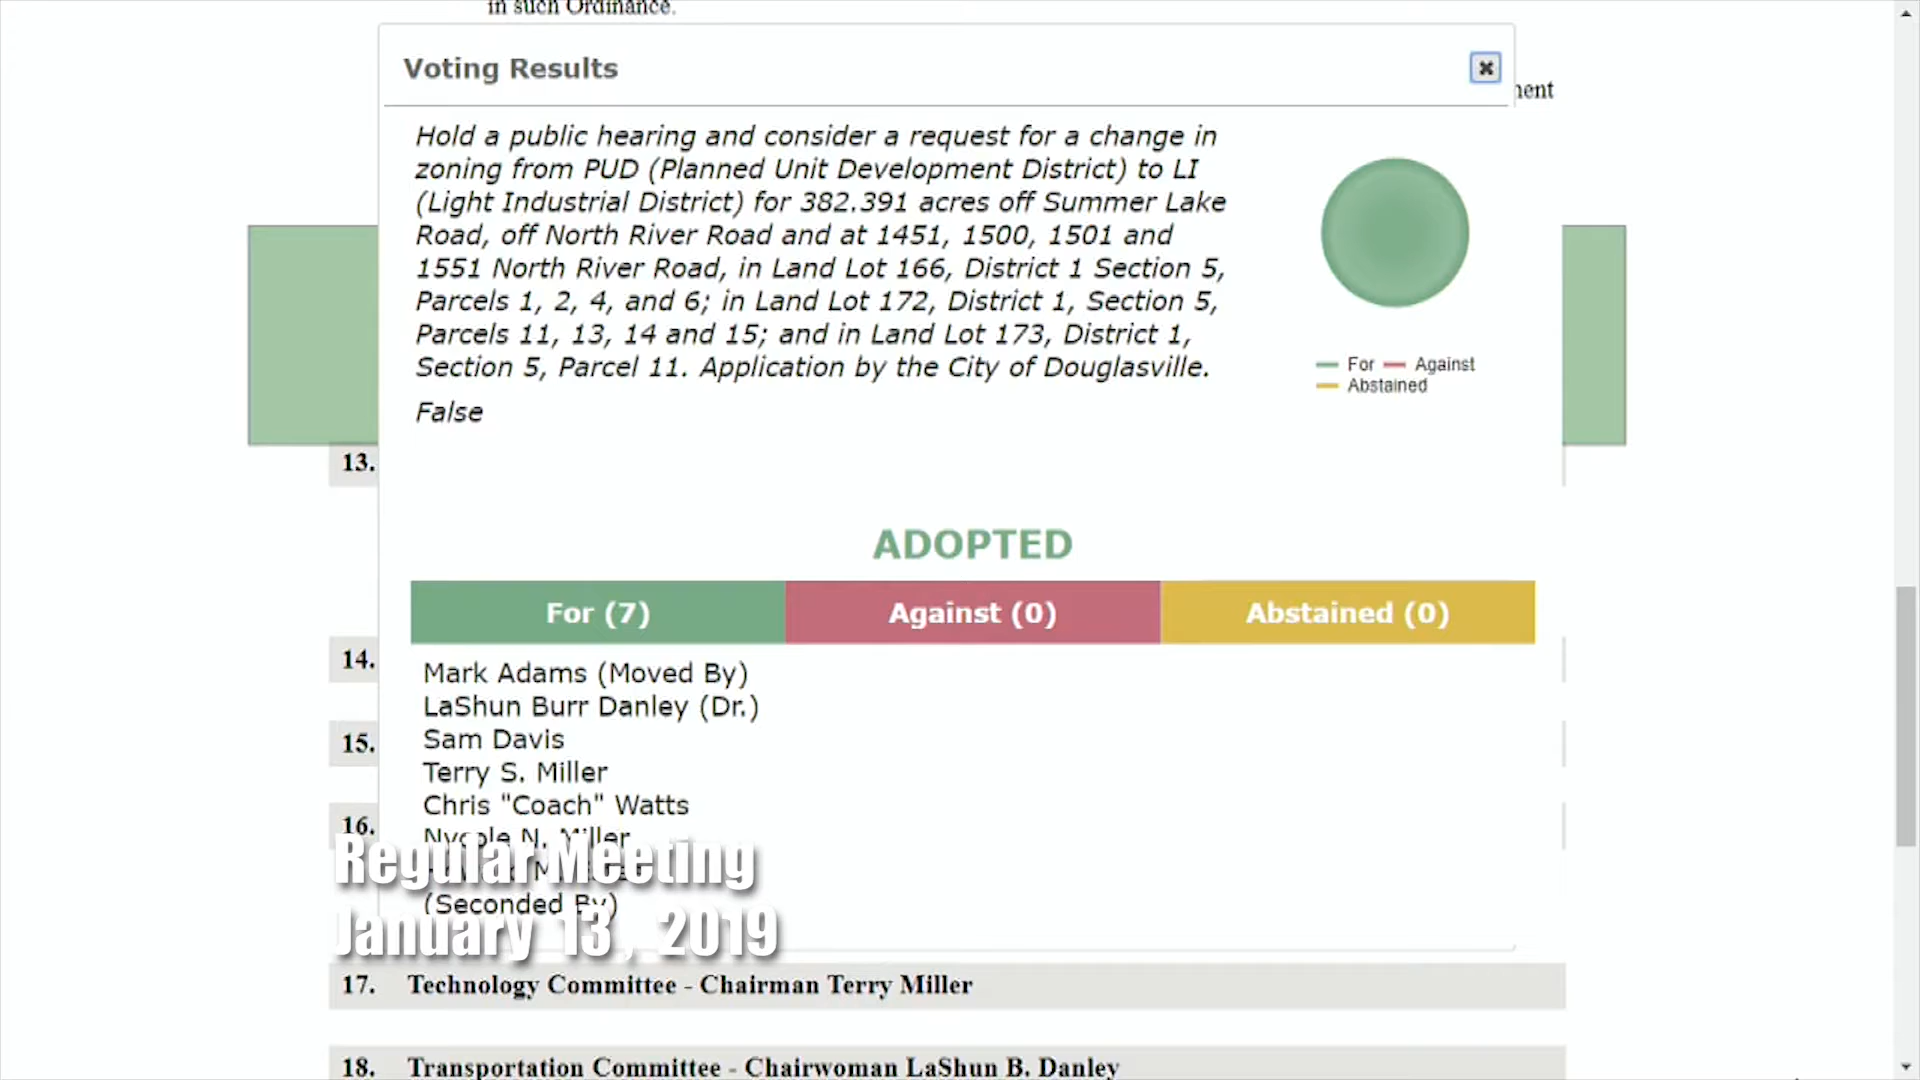 in such Ordinance.
Voting Results
Hold a public hearing and consider a request for a change in
zoning from PUD (Planned Unit Development District) to LI
(Light Industrial District) for 382.391 acres off Summer Lake
Road, off North River Road and at 1451, 1500, 1501 and
1551 North River Road, in Land Lot 166, District 1 Section 5,
Parcels 1, 2, 4, and 6; in Land Lot 172, District 1, Section 5,
Parcels 11, 13, 14 and 15; and in Land Lot 173, District 1,
Section 5, Parcel 11. Application by the City of Douglasville.
False
For Against
Abstained
13.
ADOPTED
For (7) Against (0) Abstained (0)
Mark Adams (Moved By)
LaShun Burr Danley (Dr.)
14.
Sam Davis
15.
Terry S. Miller
Chris "Coach" Watts
16.
Nycole N. Miller
Regular Meeting
(Seconded By)
January 13, 2019
17. Technology Committee - Chairman Terry Miller
18. Transportation Committee - Chairwoman LaShun B. Danley